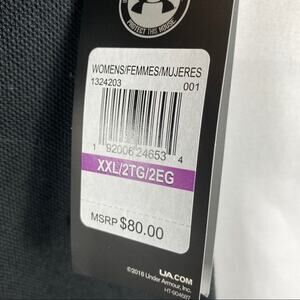 PROTECT THIS HOUSE
WOMENS/FEMMES/MUJERES
1324203 001
1 92006 24653 4
XXL/2TG/2EG
MSRP $80.00
UA.COM
©2016 Under Armour, Inc.